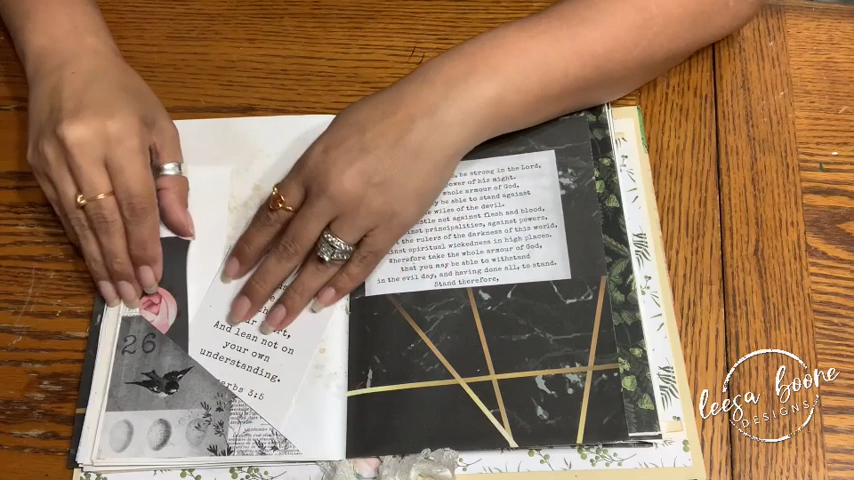 26
And lean not on
your own
understanding.
3:5
be strong in the Lord,
of his might.
whole armour of God,
be able to stand against
wiles of the devil.
not against flesh and blood,
against principalities, against powers,
the rulers of the darkness of this world,
spiritual wickedness in high places.
Wherefore take the whole armour of God,
that you may be able to withstand
in the evil day, and having done all, to stand.
Stand therefore,
leesa boone
DESIGNS